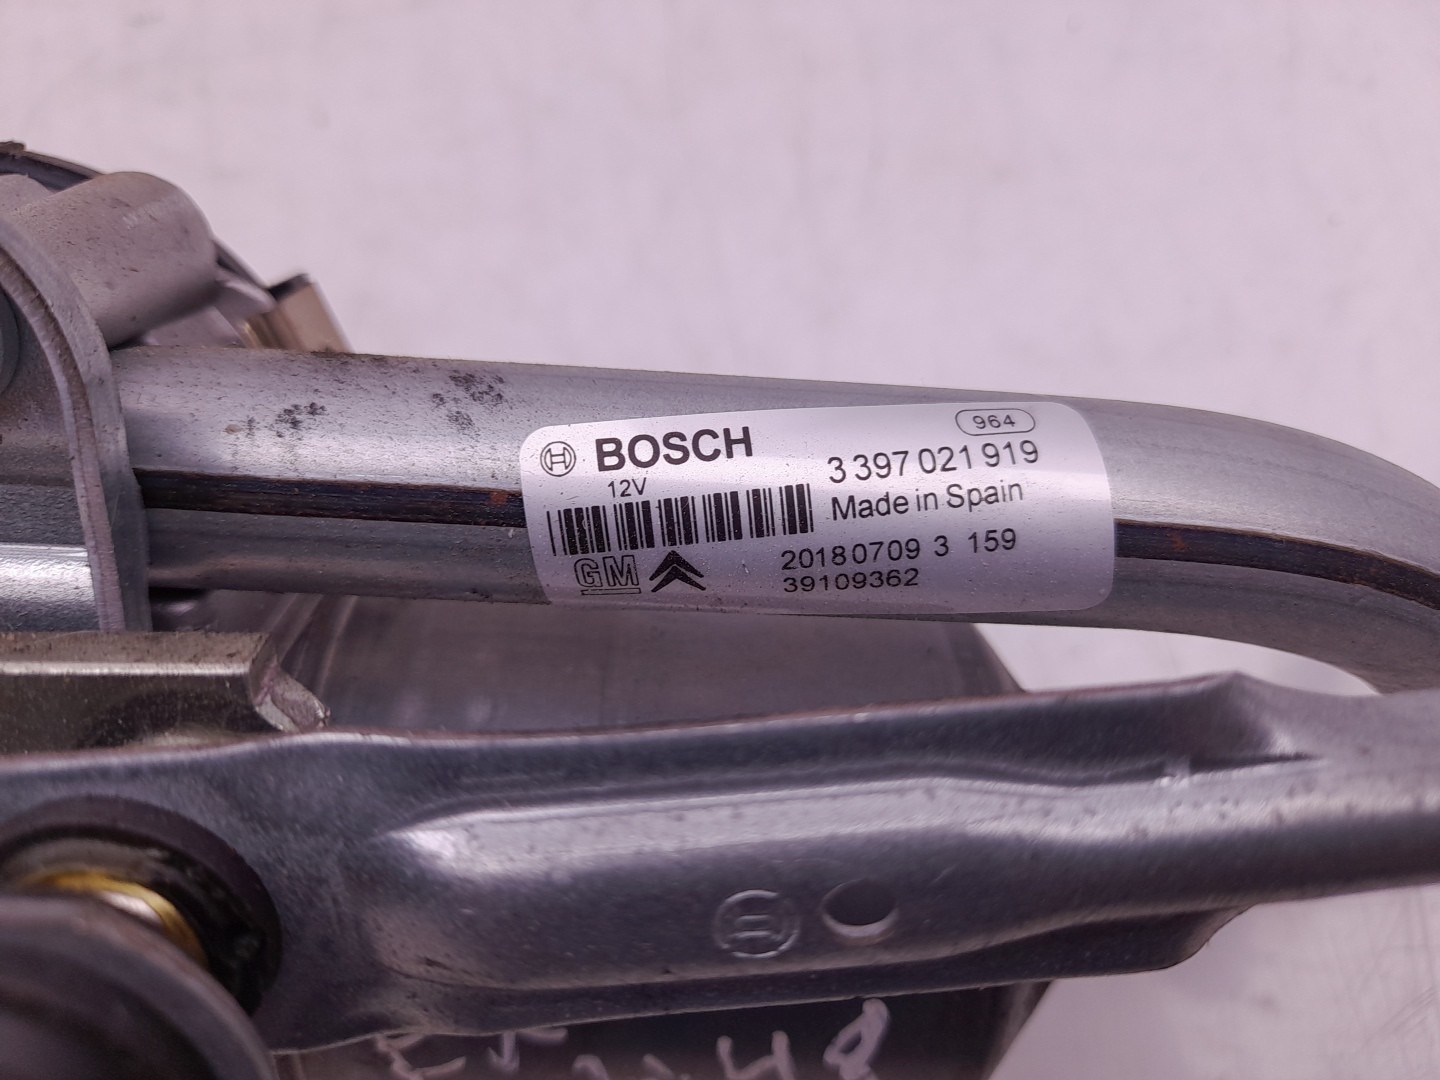 964
BOSCH
3 397 021 919
12V
Made in Spain
GM
20180709 3 159
39109362